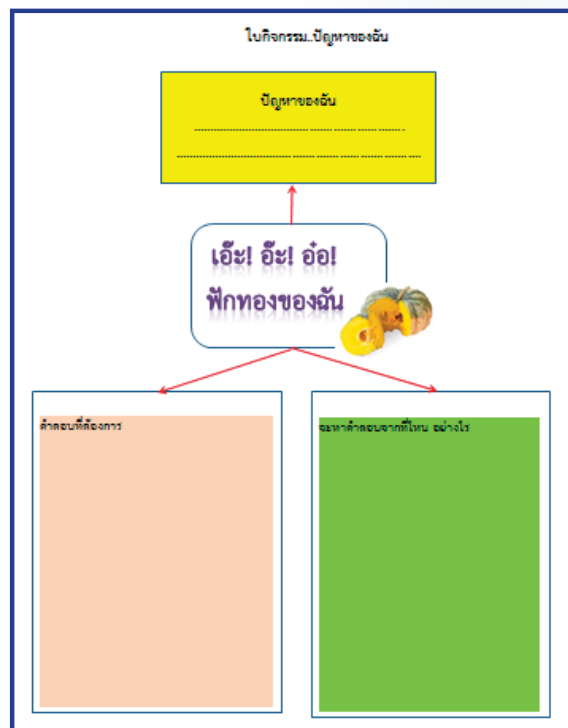 ใบกิจกรรม..ปัญหาของฉัน
ปัญหาของฉัน
เอ๊ะ! อ๊ะ! อ๋อ!
ฟักทองของฉัน
คำตอบที่ต้องการ
จะหาคำตอบจากที่ไหน อย่างไร